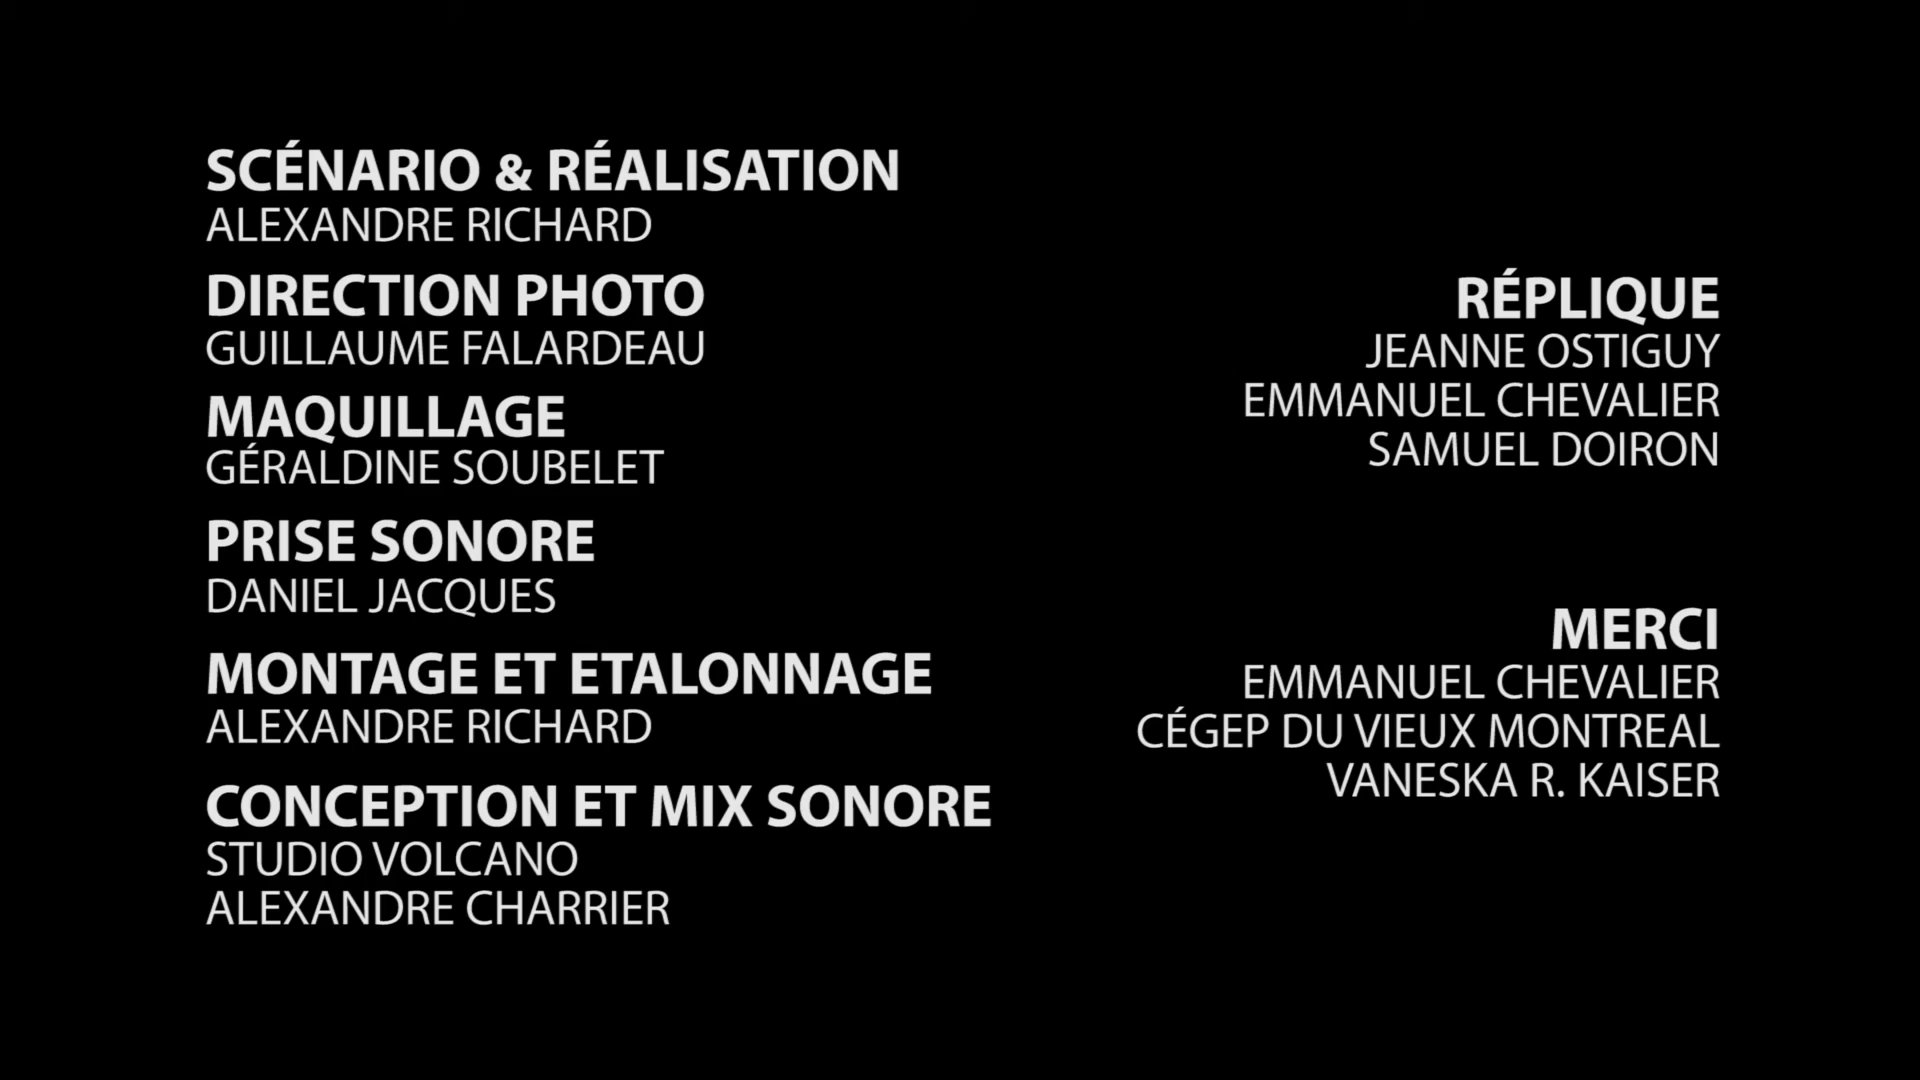 SCÉNARIO & RÉALISATION
ALEXANDRE RICHARD
DIRECTION PHOTO
GUILLAUME FALARDEAU
MAQUILLAGE
GÉRALDINE SOUBELET
PRISE SONORE
DANIEL JACQUES
MONTAGE ET ETALONNAGE
ALEXANDRE RICHARD
CONCEPTION ET MIX SONORE
STUDIO VOLCANO
ALEXANDRE CHARRIER
RÉPLIQUE
JEANNE OSTIGUY
EMMANUEL CHEVALIER
SAMUEL DOIRON
MERCI
EMMANUEL CHEVALIER
CÉGEP DU VIEUX MONTREAL
VANESKA R. KAISER